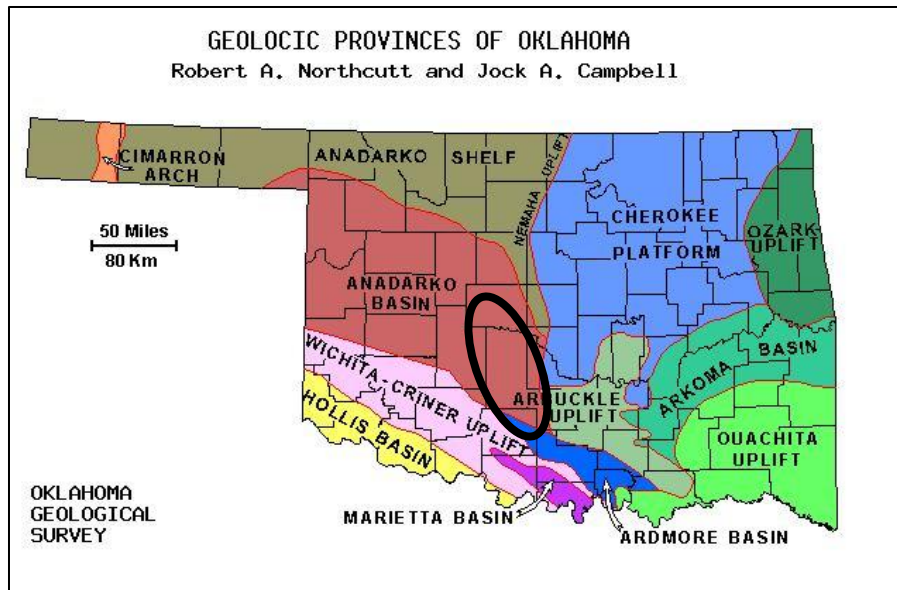 GEOLOCIC PROVINCES OF OKLAHOMA
Robert A. Northcutt and Jock A. Campbell
CIMARRON
ARCH
ANADARKO SHELF
NEMAHA UPLIFT
CHEROKEE
PLATFORM
OZARK
UPLIFT
50 Miles
80 Km
ANADARKO
BASIN
WICHITA-CRINER UPLIFT
HOLLIS BASIN
ARBUCKLE
UPLIFT
ARKOMA BASIN
OUACHITA
UPLIFT
MARIETTA BASIN
ARDMORE BASIN
OKLAHOMA
GEOLOGICAL
SURVEY